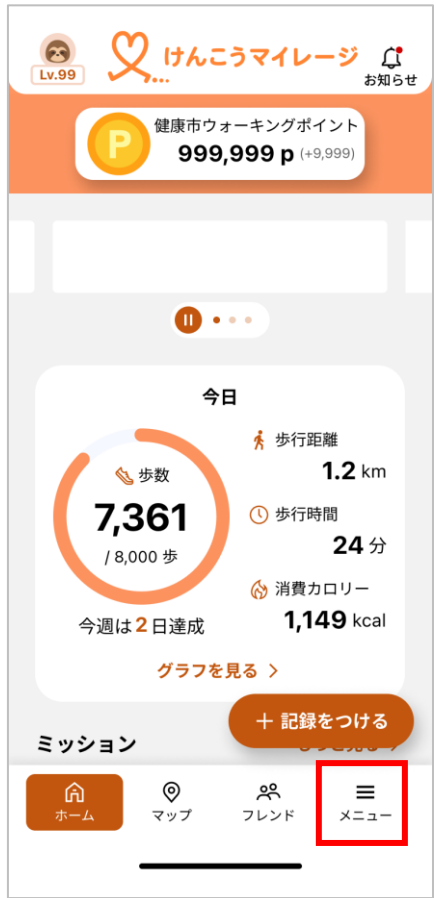 Lv.99
けんこうマイレージ
お知らせ
P
健康市ウォーキングポイント
999,999 p (+9,999)
今日
歩数
7,361
/ 8,000 歩
今週は2日達成
歩行距離
1.2 km
歩行時間
24 分
消費カロリー
1,149 kcal
グラフを見る >
+ 記録をつける
ミッション
ホーム
マップ
フレンド
メニュー